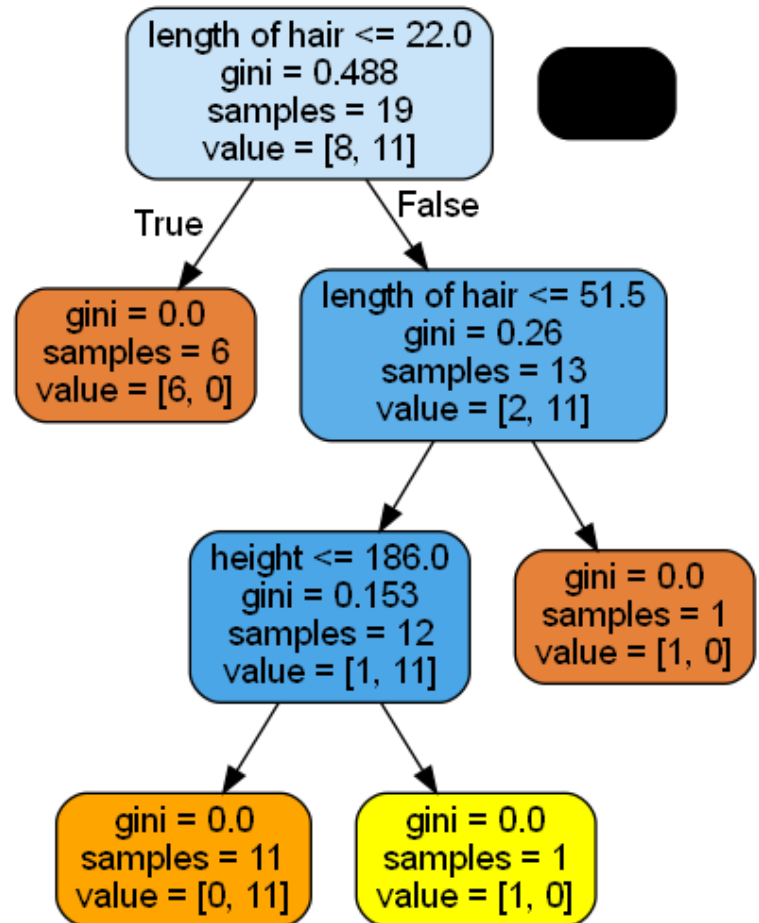 length of hair <= 22.0
gini = 0.488
samples = 19
value = [8, 11]
True
False
gini = 0.0
samples = 6
value = [6, 0]
length of hair <= 51.5
gini = 0.26
samples = 13
value = [2, 11]
height <= 186.0
gini = 0.153
samples = 12
value = [1, 11]
gini = 0.0
samples = 1
value = [1, 0]
gini = 0.0
samples = 11
value = [0, 11]
gini = 0.0
samples = 1
value = [1, 0]